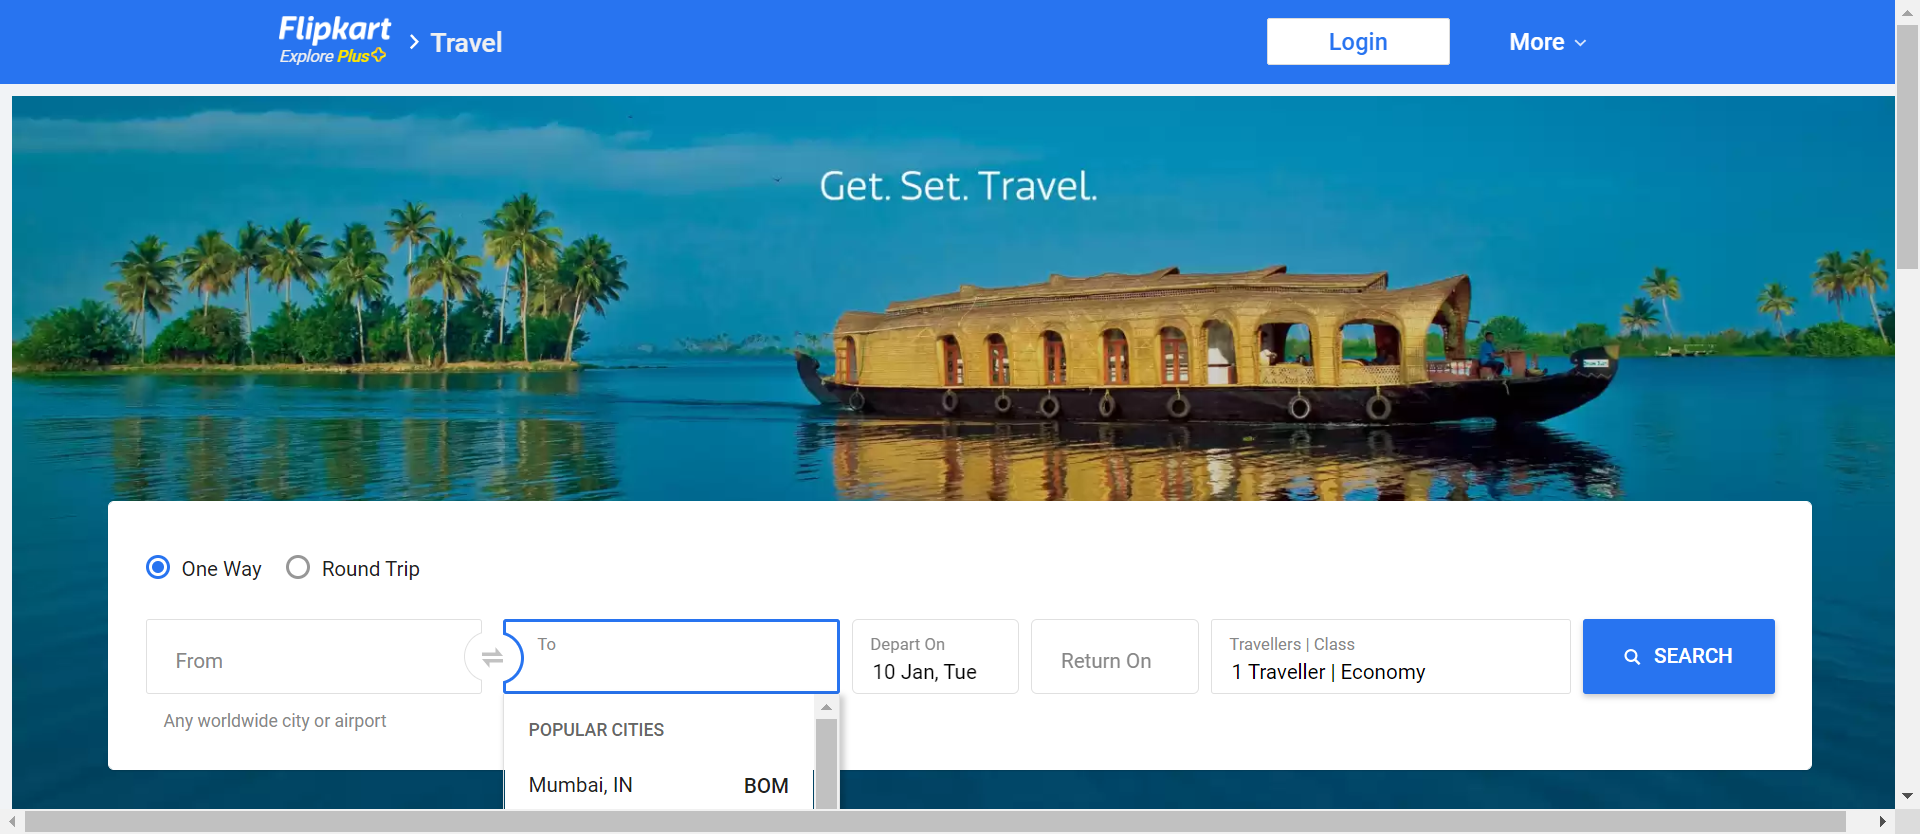 Flipkart
Explore Plus
Travel
Login
More
Get. Set. Travel.
One Way
Round Trip
From
To
Depart On
10 Jan, Tue
Return On
Travellers | Class
1 Traveller | Economy
SEARCH
Any worldwide city or airport
POPULAR CITIES
Mumbai, IN BOM